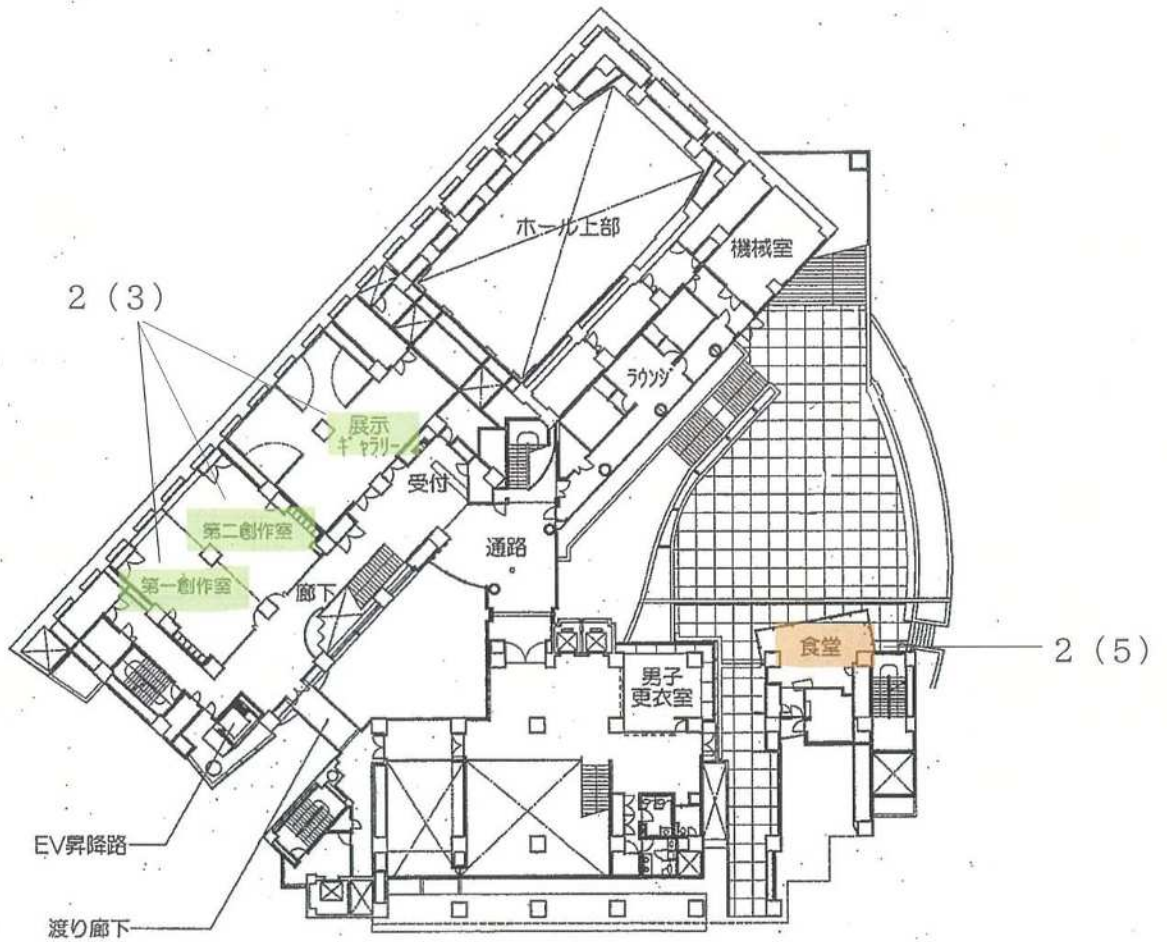 ホール上部
機械室
2（3）
ラウンジ
展示
ギャラリー
受付
第二創作室
通路
第一創作室
廊下
食堂
2（5）
男子
更衣室
EV昇降路
渡り廊下